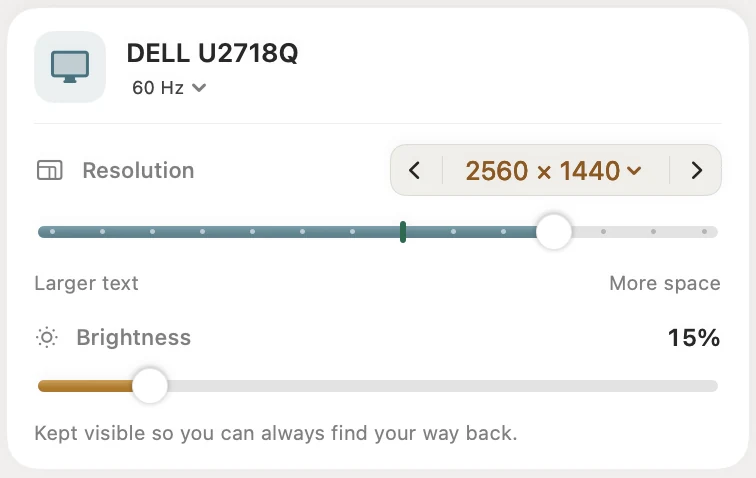 DELL U2718Q
60 Hz
Resolution
2560 × 1440
Larger text
More space
Brightness
15%
Kept visible so you can always find your way back.